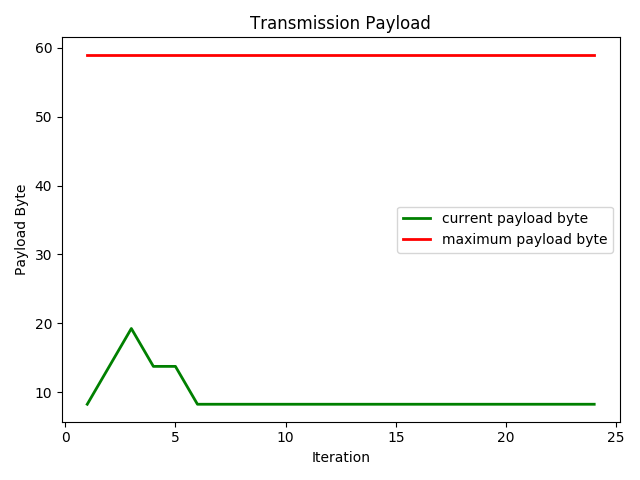 Transmission Payload
Payload Byte
60
50
40
30
20
10
current payload byte
maximum payload byte
0
5
10
15
20
25
Iteration